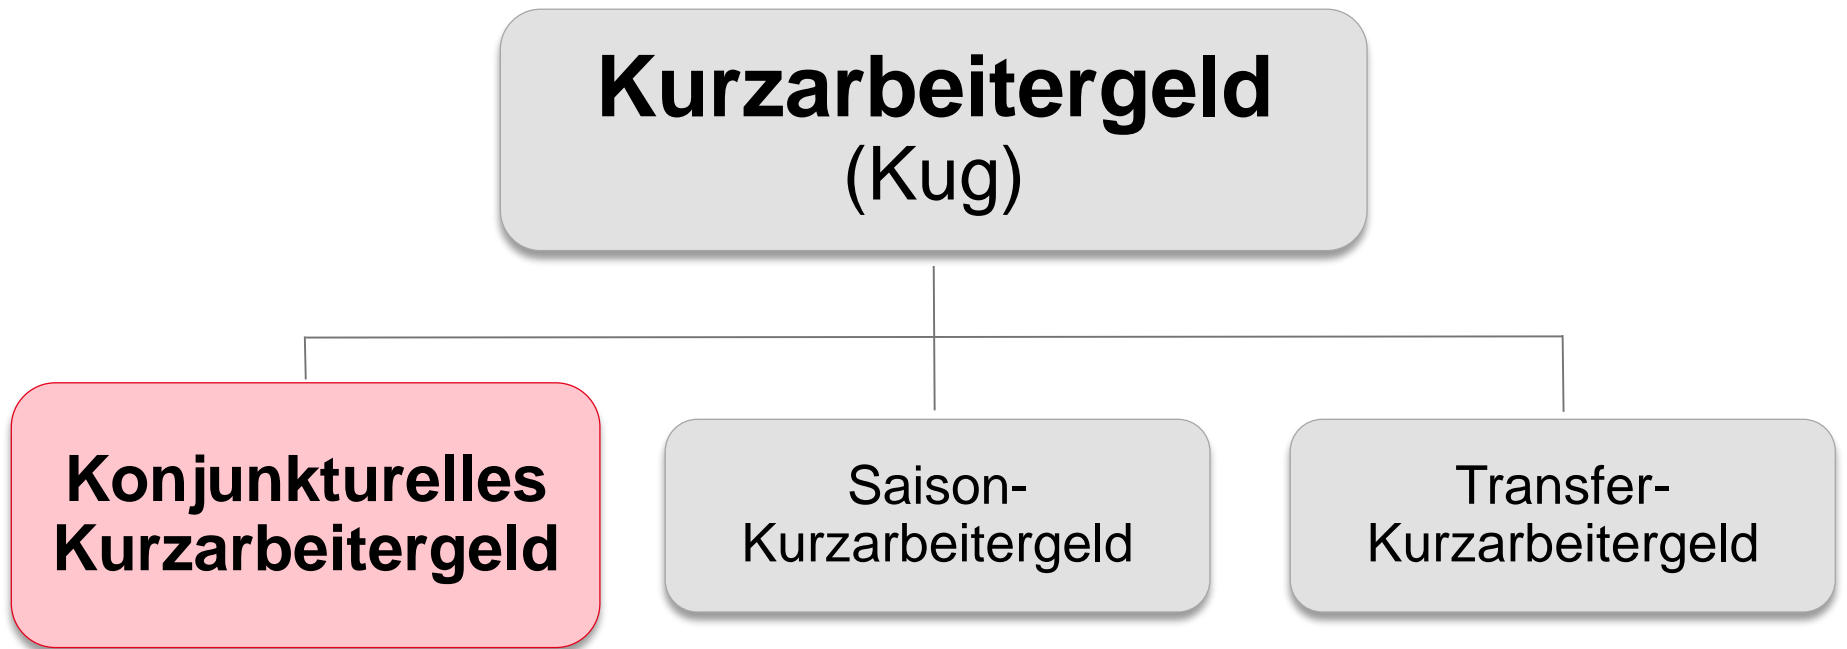 Kurzarbeitergeld
(Kug)
Konjunkturelles
Kurzarbeitergeld
Saison-
Kurzarbeitergeld
Transfer-
Kurzarbeitergeld